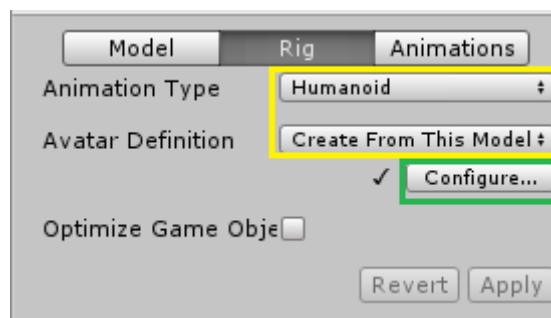 Model Rig Animations
Animation Type Humanoid
Avatar Definition Create From This Model
✓ Configure...
Optimize Game Obje
Revert Apply